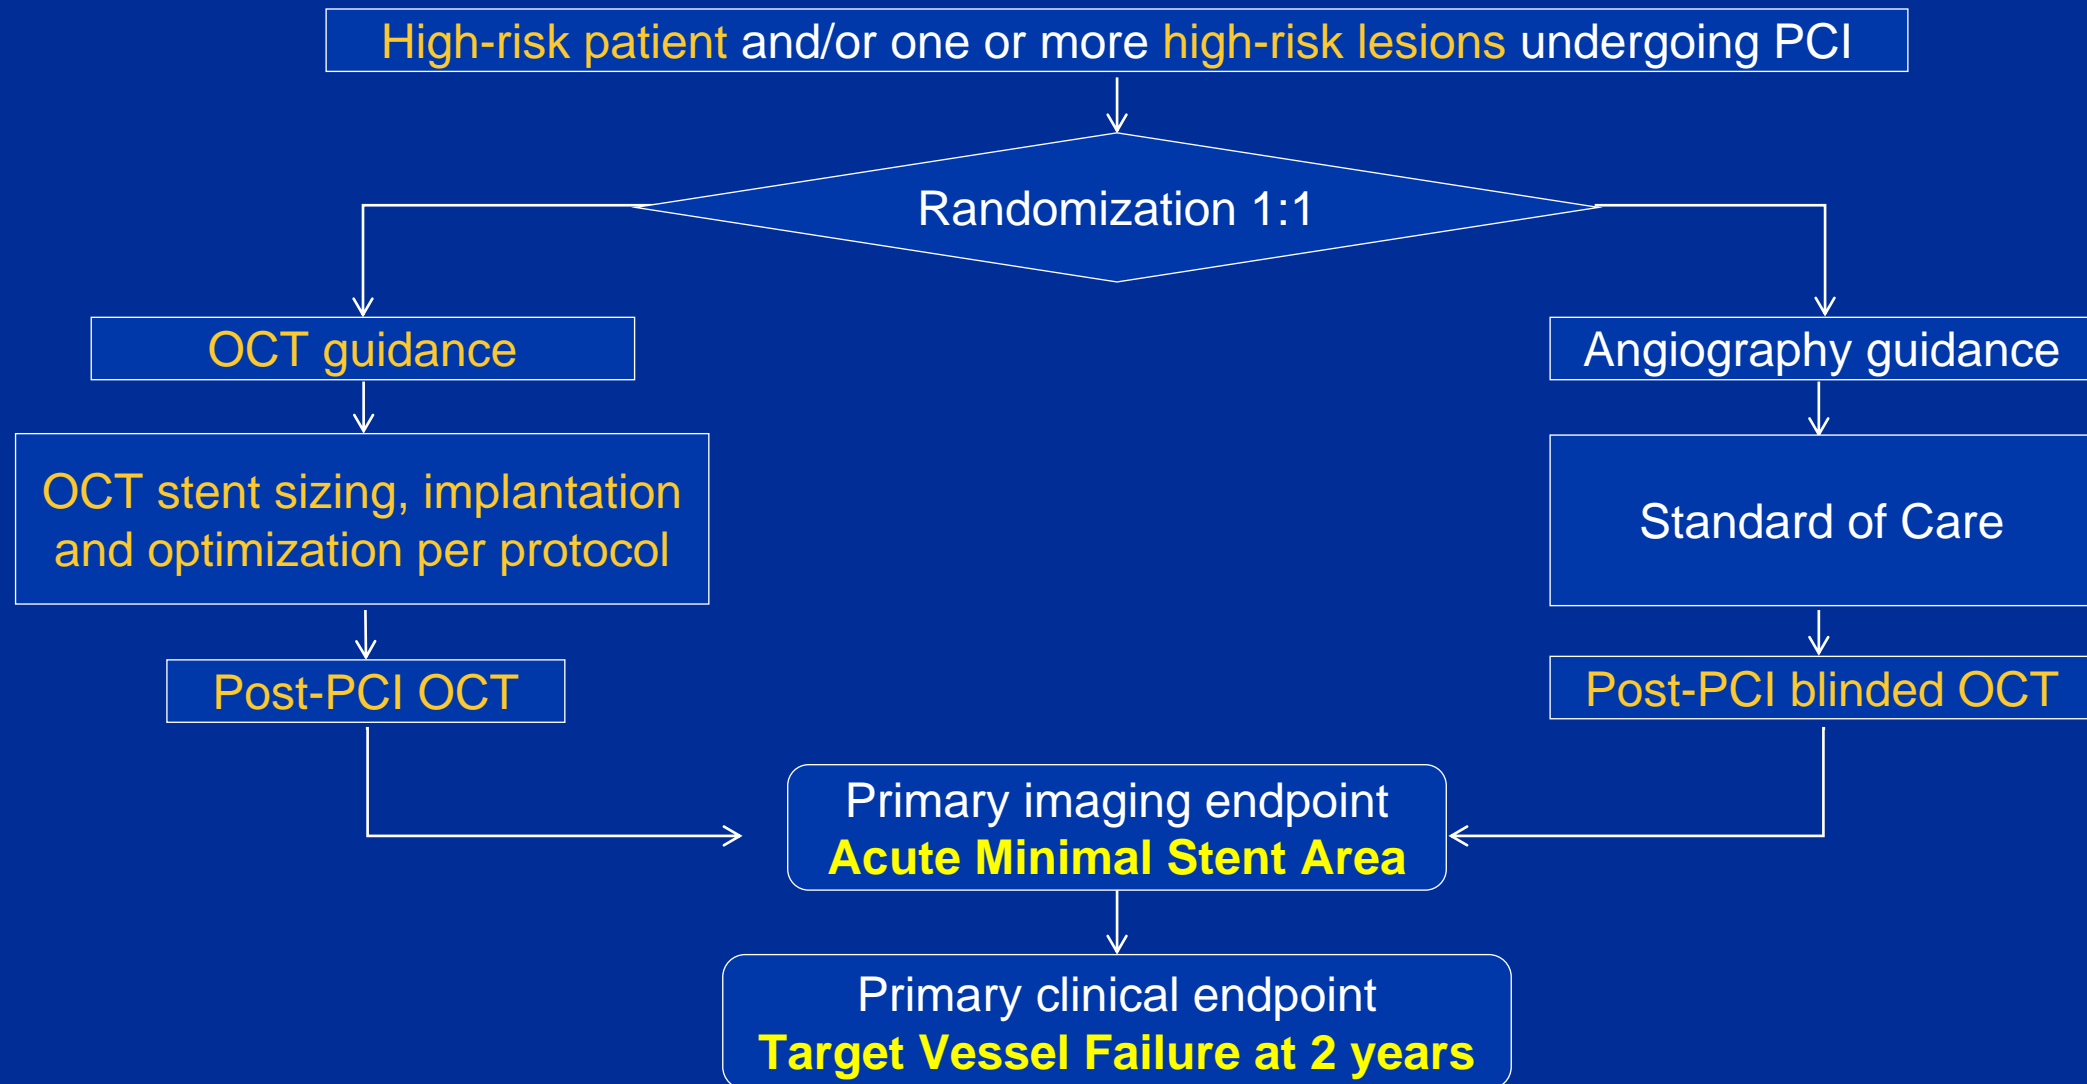 High-risk patient and/or one or more high-risk lesions undergoing PCI
Randomization 1:1
OCT guidance
Angiography guidance
OCT stent sizing, implantation
and optimization per protocol
Standard of Care
Post-PCI OCT
Post-PCI blinded OCT
Primary imaging endpoint
Acute Minimal Stent Area
Primary clinical endpoint
Target Vessel Failure at 2 years